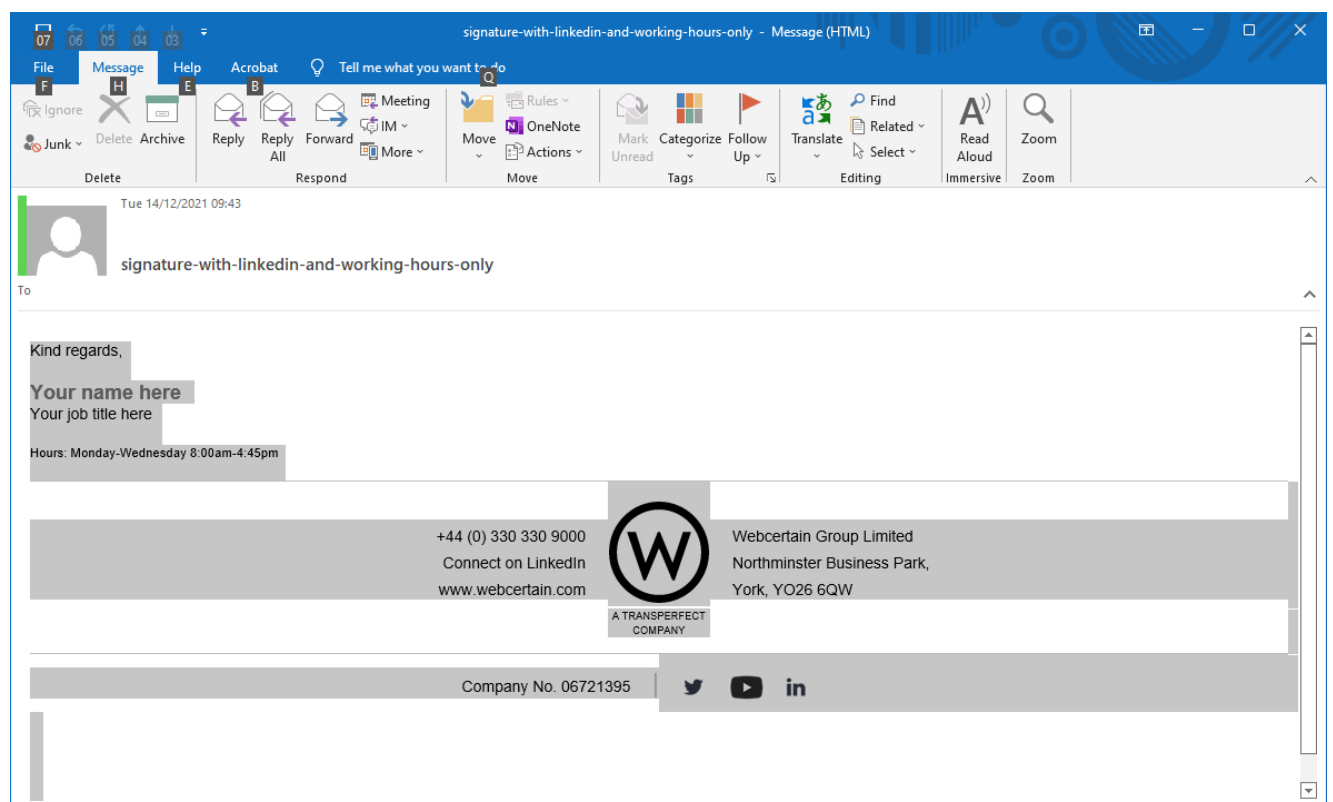 signature-with-linkedin-and-working-hours-only - Message (HTML)
07 06 05 04 03
File Message Help Acrobat Tell me what you want to do
F H E B Q
Ignore
Junk
Delete
Archive
Delete
Reply
Reply All
Forward
Meeting
IM
More
Respond
Move
Rules
OneNote
Actions
Move
Mark Unread
Categorize
Follow Up
Tags
Translate
Find
Related
Select
Editing
Read Aloud
Immersive
Zoom
Zoom
Tue 14/12/2021 09:43
signature-with-linkedin-and-working-hours-only
To
Kind regards,
Your name here
Your job title here
Hours: Monday-Wednesday 8:00am-4:45pm
+44 (0) 330 330 9000
Connect on LinkedIn
www.webcertain.com
W
A TRANSPERFECT
COMPANY
Webcertain Group Limited
Northminster Business Park,
York, YO26 6QW
Company No. 06721395
in